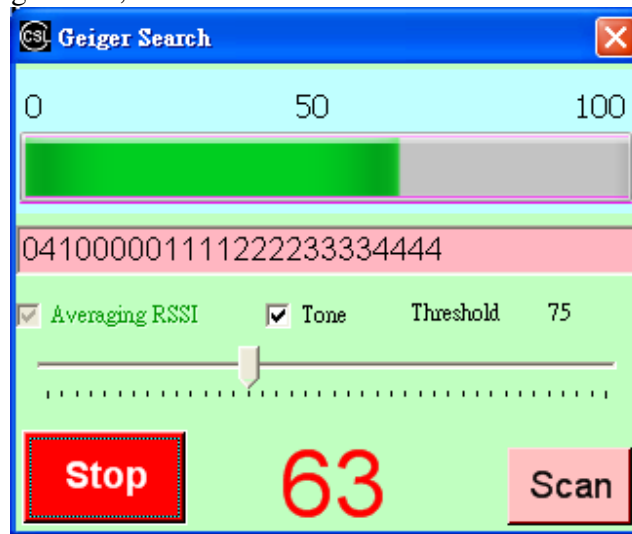 CSL Geiger Search
0 50 100
041000001111222233334444
Averaging RSSI Tone Threshold 75
Stop 63 Scan